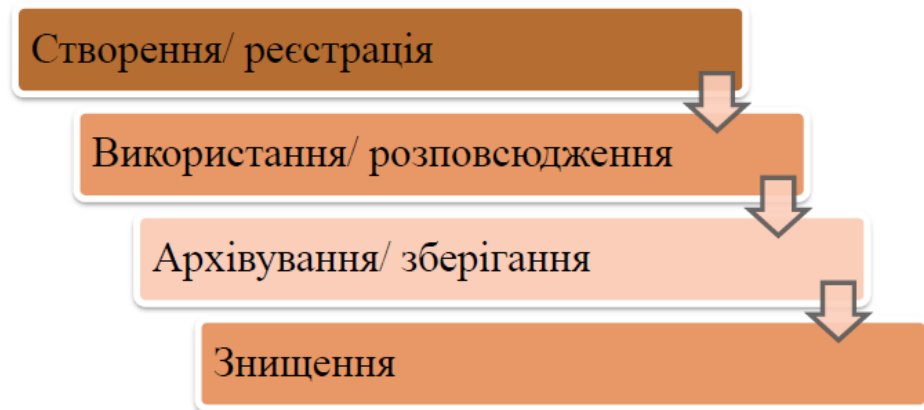 Створення/ реєстрація
Використання/ розповсюдження
Архівування/ зберігання
Знищення